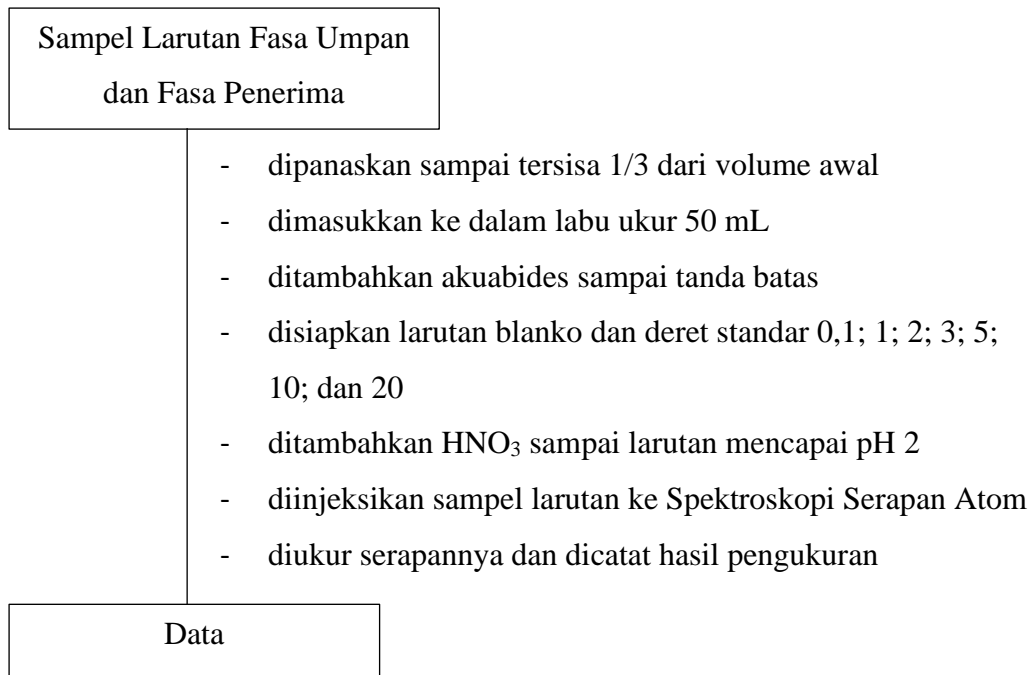 Sampel Larutan Fasa Umpan
dan Fasa Penerima
- dipanaskan sampai tersisa 1/3 dari volume awal
- dimasukkan ke dalam labu ukur 50 mL
- ditambahkan akuabides sampai tanda batas
- disiapkan larutan blanko dan deret standar 0,1; 1; 2; 3; 5;
10; dan 20
- ditambahkan HNO₃ sampai larutan mencapai pH 2
- diinjeksikan sampel larutan ke Spektroskopi Serapan Atom
- diukur serapannya dan dicatat hasil pengukuran
Data